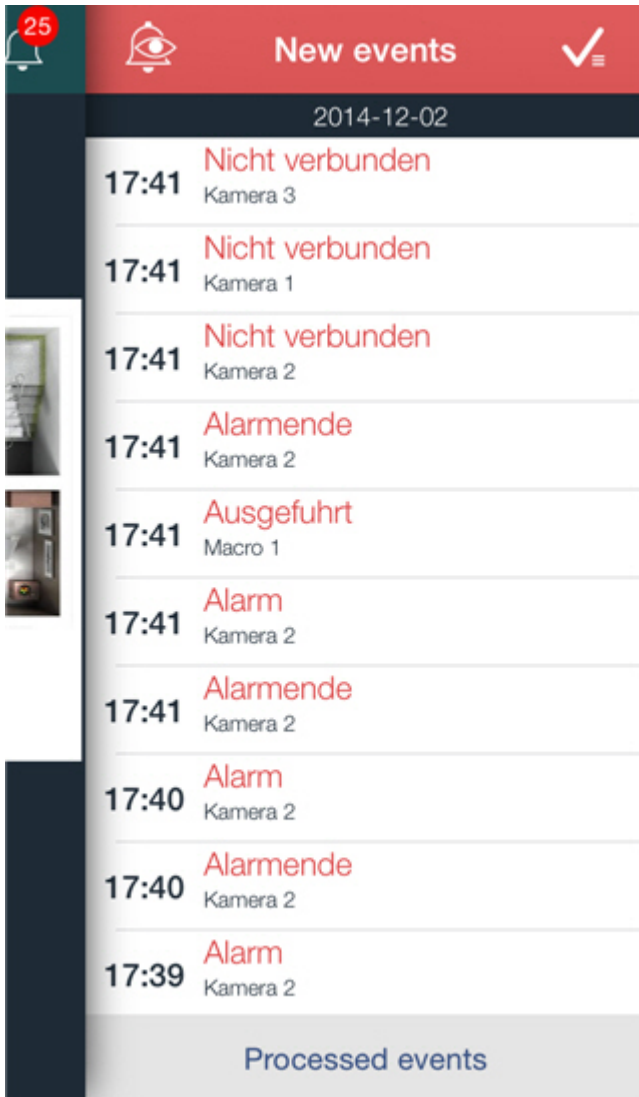 25
New events
2014-12-02
17:41 Nicht verbunden
Kamera 3
17:41 Nicht verbunden
Kamera 1
17:41 Nicht verbunden
Kamera 2
17:41 Alarmende
Kamera 2
17:41 Ausgefuhrt
Macro 1
17:41 Alarm
Kamera 2
17:41 Alarmende
Kamera 2
17:40 Alarm
Kamera 2
17:40 Alarmende
Kamera 2
17:39 Alarm
Kamera 2
Processed events